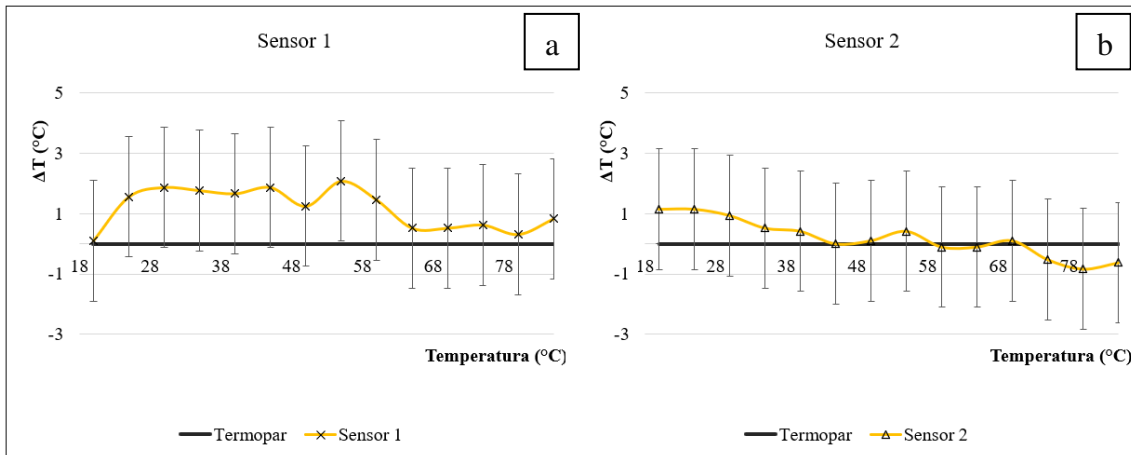 Sensor 1
a
5
3
1
-1
-3
ΔT (°C)
18 28 38 48 58 68 78
Temperatura (°C)
Termopar Sensor 1
Sensor 2
b
5
3
1
-1
-3
ΔT (°C)
18 28 38 48 58 68 78
Temperatura (°C)
Termopar Sensor 2